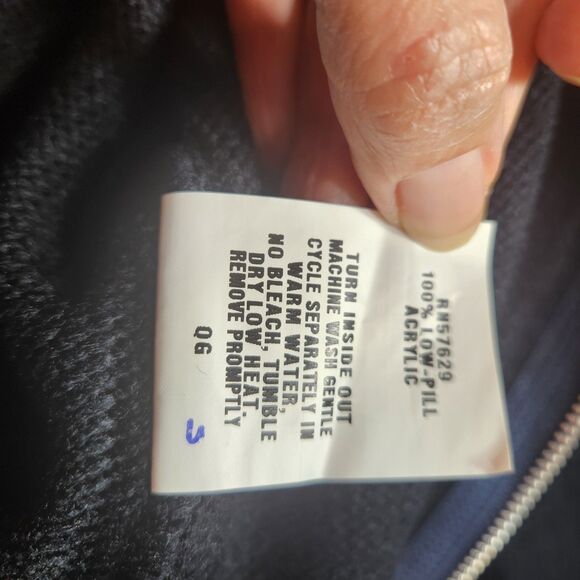 RN57629
100% LOW-PILL
ACRYLIC
TURN INSIDE OUT
MACHINE WASH GENTLE
CYCLE SEPARATELY IN
WARM WATER,
NO BLEACH, TUMBLE
DRY LOW HEAT.
REMOVE PROMPTLY
QG
3